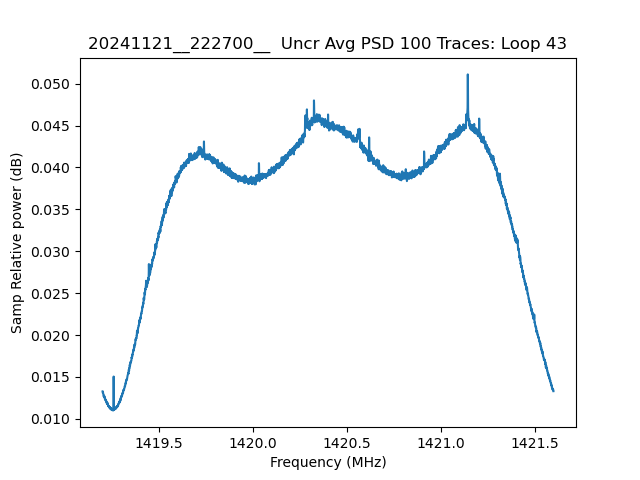 20241121__222700__  Uncr Avg PSD 100 Traces: Loop 43
Samp Relative power (dB)
0.050
0.045
0.040
0.035
0.030
0.025
0.020
0.015
0.010
1419.5 1420.0 1420.5 1421.0 1421.5
Frequency (MHz)